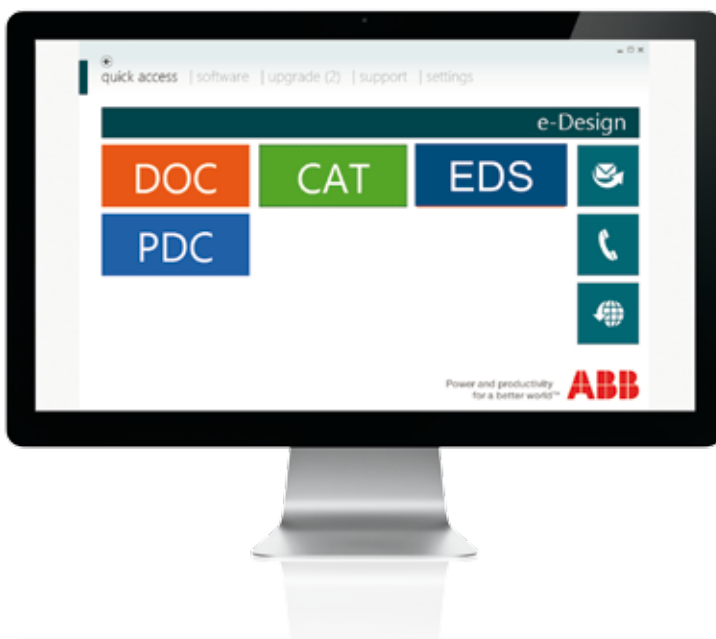 quick access | software | upgrade (2) | support | settings
e-Design
DOC CAT EDS
PDC
Power and productivity
for a better world™ ABB